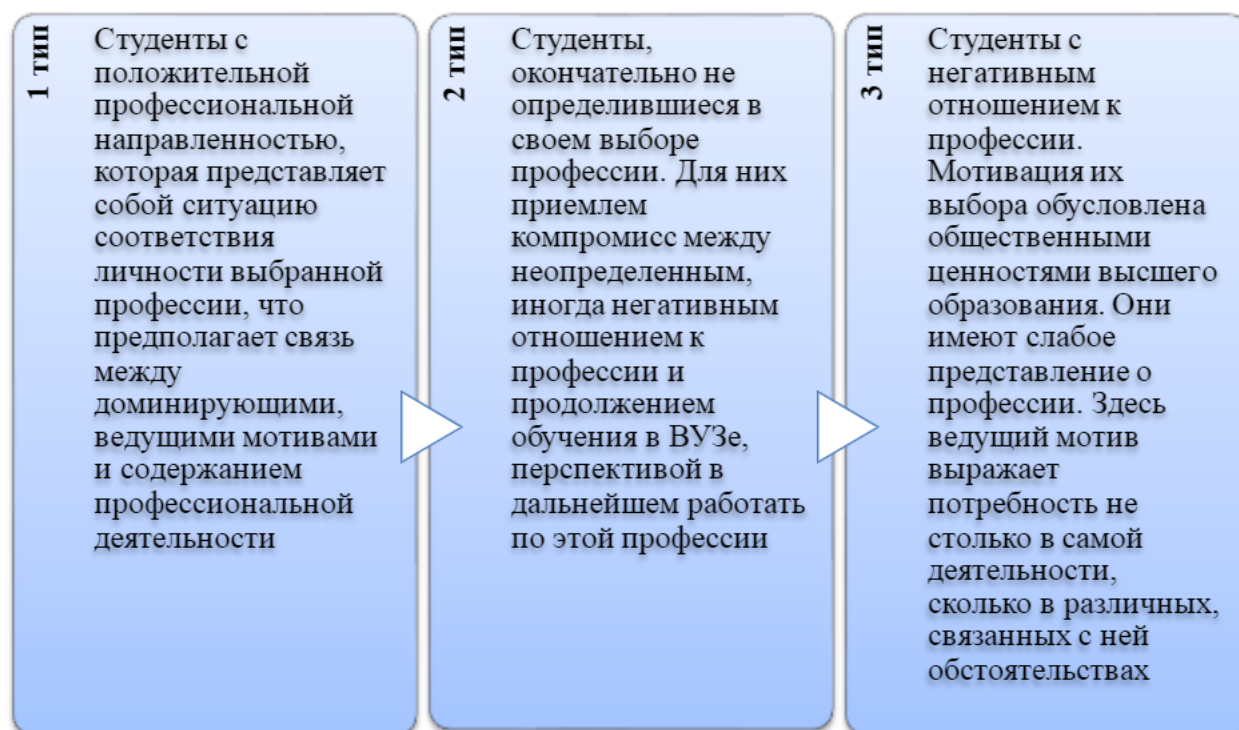 1 тип
Студенты с
положительной
профессиональной
направленностью,
которая представляет
собой ситуацию
соответствия
личности выбранной
профессии, что
предполагает связь
между
доминирующими,
ведущими мотивами
и содержанием
профессиональной
деятельности
2 тип
Студенты,
окончательно не
определившиеся в
своем выборе
профессии. Для них
приемлем
компромисс между
неопределенным,
иногда негативным
отношением к
профессии и
продолжением
обучения в ВУЗе,
перспективой в
дальнейшем работать
по этой профессии
3 тип
Студенты с
негативным
отношением к
профессии.
Мотивация их
выбора обусловлена
общественными
ценностями высшего
образования. Они
имеют слабое
представление о
профессии. Здесь
ведущий мотив
выражает
потребность не
столько в самой
деятельности,
сколько в различных,
связанных с ней
обстоятельствах